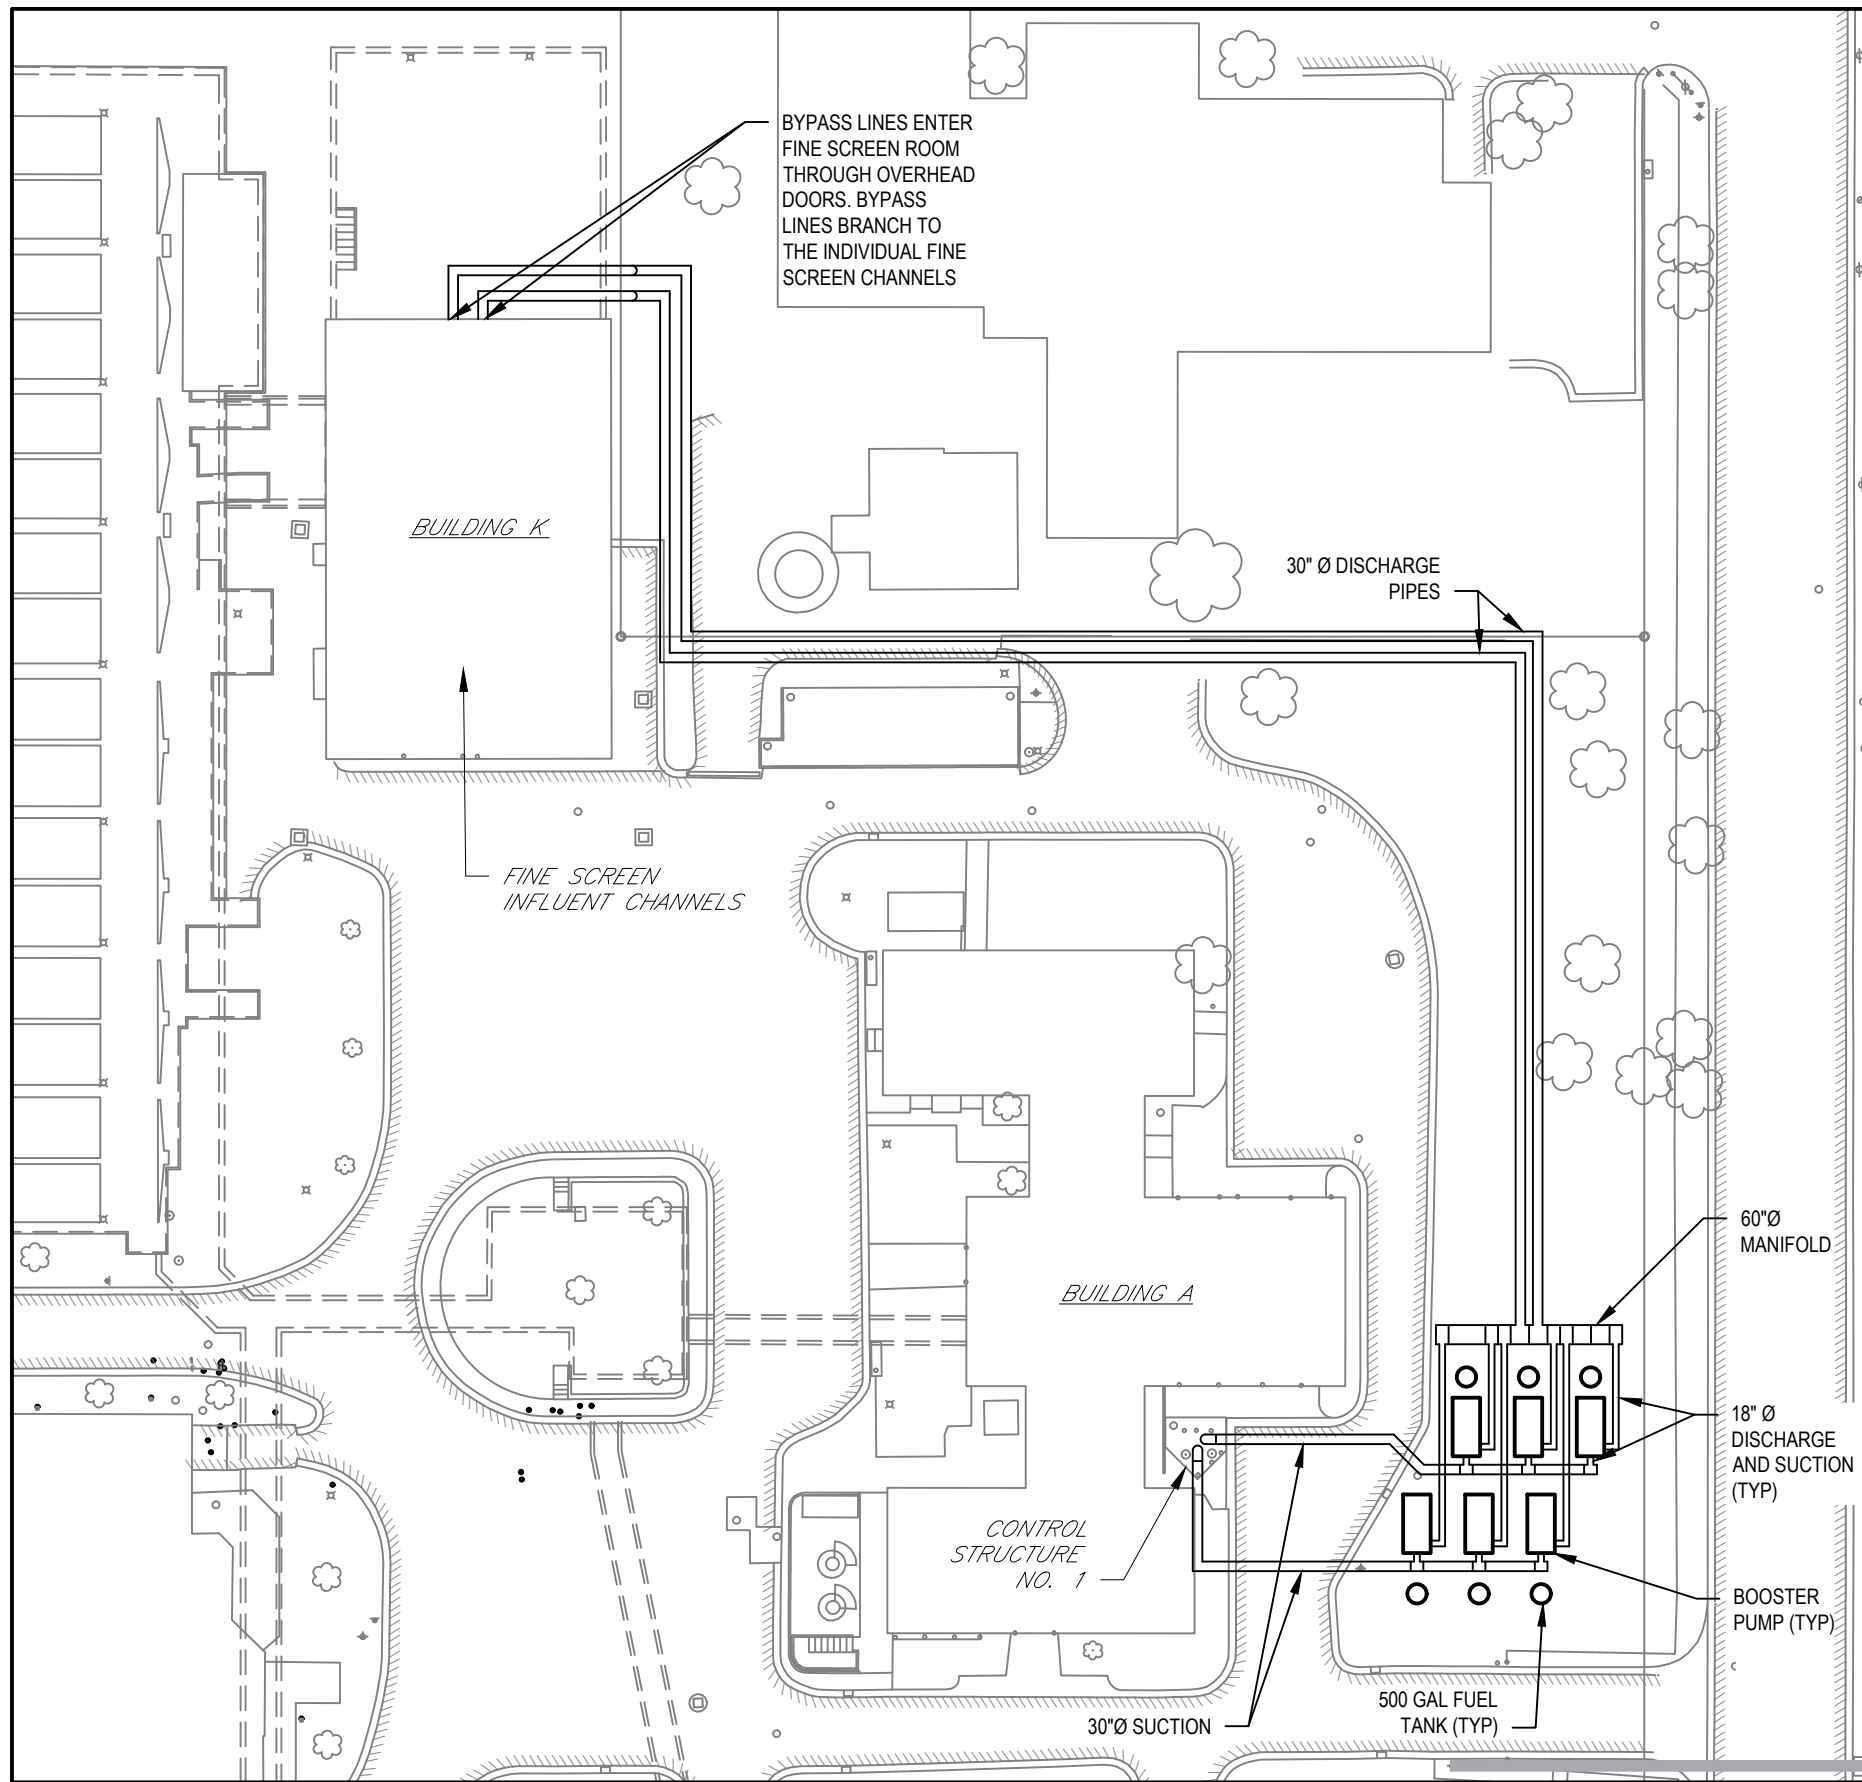 BYPASS LINES ENTER
FINE SCREEN ROOM
THROUGH OVERHEAD
DOORS. BYPASS
LINES BRANCH TO
THE INDIVIDUAL FINE
SCREEN CHANNELS
BUILDING K
30" Ø DISCHARGE
PIPES
FINE SCREEN
INFLUENT CHANNELS
60"Ø
MANIFOLD
BUILDING A
18" Ø
DISCHARGE
AND SUCTION
(TYP)
CONTROL
STRUCTURE
NO. 1
BOOSTER
PUMP (TYP)
500 GAL FUEL
TANK (TYP)
30"Ø SUCTION